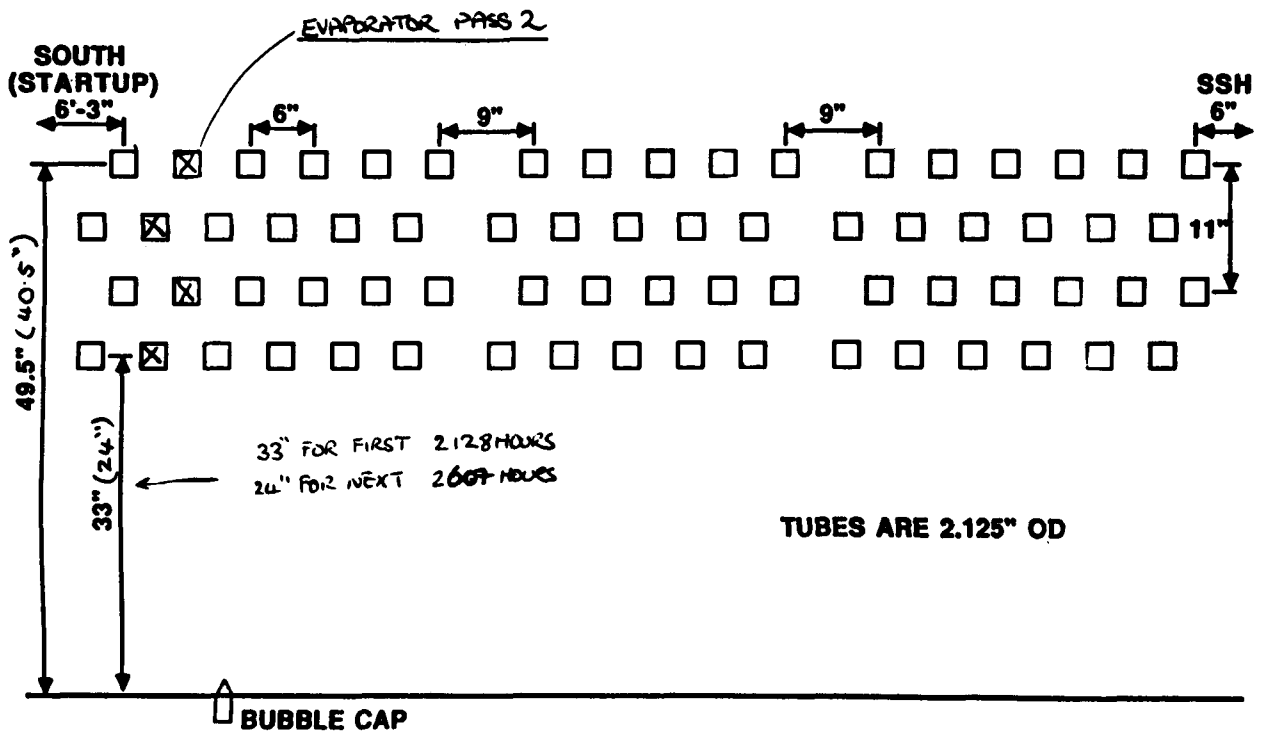 EVAPORATOR PASS 2
SOUTH
(STARTUP)
6'-3"
6"
9"
9"
SSH
6"
11"
49.5" (40.5")
33" (24")
33" FOR FIRST 2128 HOURS
24" FOR NEXT HOURS
TUBES ARE 2.125" OD
BUBBLE CAP